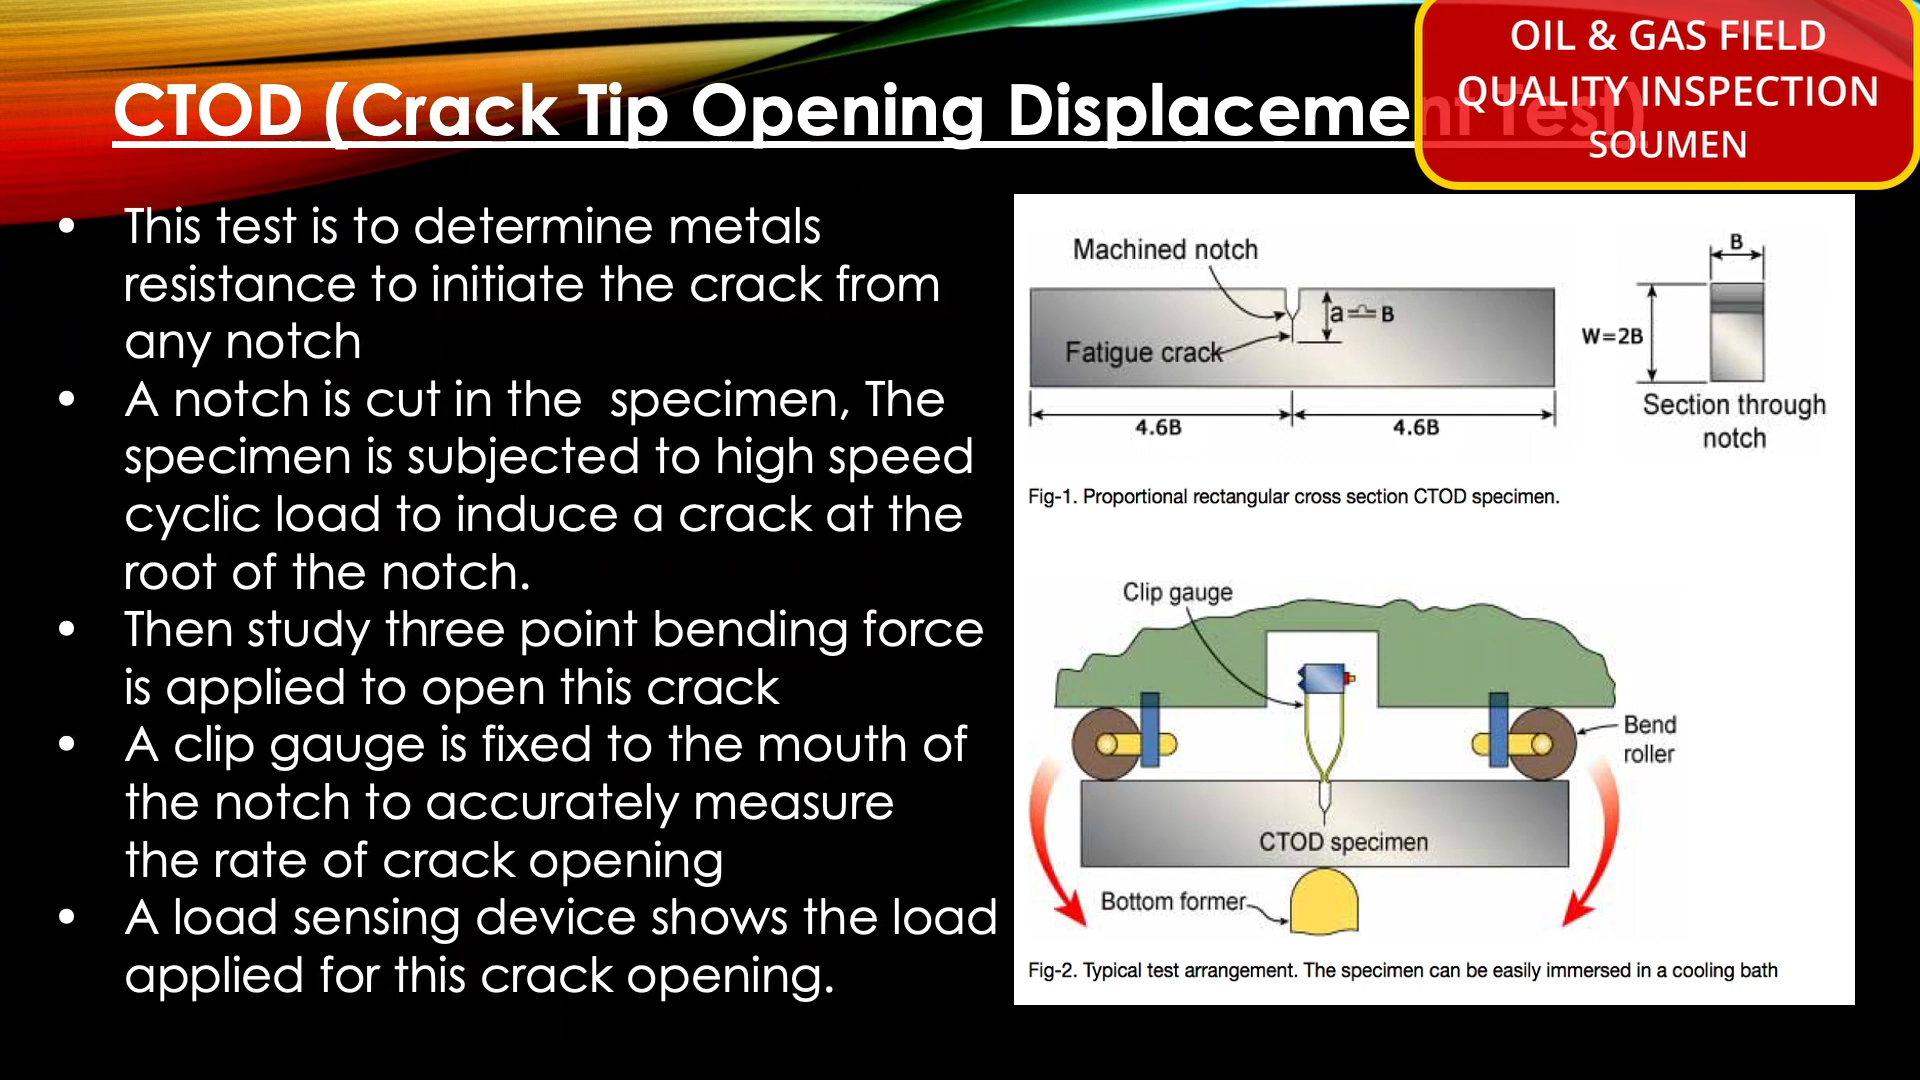 OIL & GAS FIELD
QUALITY INSPECTION
SOUMEN
CTOD (Crack Tip Opening Displacement Test)
• This test is to determine metals
resistance to initiate the crack from
any notch
• A notch is cut in the  specimen, The
specimen is subjected to high speed
cyclic load to induce a crack at the
root of the notch.
• Then study three point bending force
is applied to open this crack
• A clip gauge is fixed to the mouth of
the notch to accurately measure
the rate of crack opening
• A load sensing device shows the load
applied for this crack opening.
Machined notch
a ≏ B
Fatigue crack
4.6B
4.6B
B
W=2B
Section through
notch
Fig-1. Proportional rectangular cross section CTOD specimen.
Clip gauge
Bend
roller
CTOD specimen
Bottom former
Fig-2. Typical test arrangement. The specimen can be easily immersed in a cooling bath